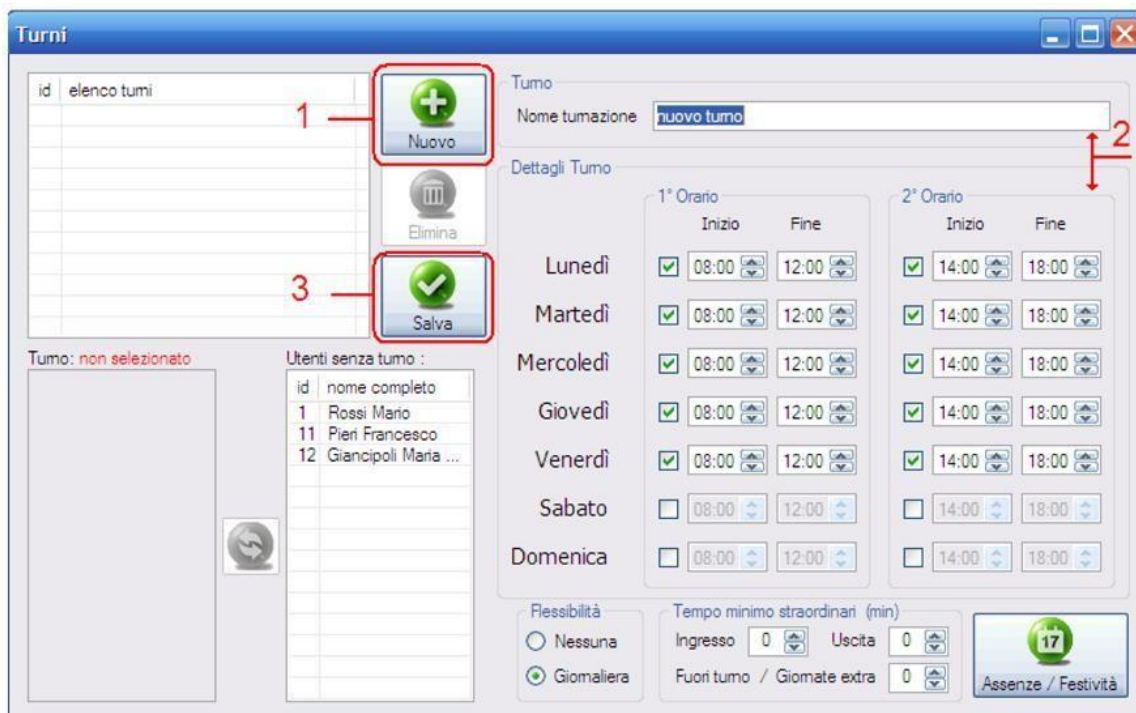 Turni
id elenco turni
1
Nuovo
Elimina
3
Salva
Turno
Nome turnazione nuovo turno
2
Dettagli Turno
1° Orario 2° Orario
Inizio Fine Inizio Fine
Lunedì 08:00 12:00 14:00 18:00
Martedì 08:00 12:00 14:00 18:00
Mercoledì 08:00 12:00 14:00 18:00
Giovedì 08:00 12:00 14:00 18:00
Venerdì 08:00 12:00 14:00 18:00
Sabato 08:00 12:00 14:00 18:00
Domenica 08:00 12:00 14:00 18:00
Turno: non selezionato
Utenti senza turno :
id nome completo
1 Rossi Mario
11 Pieri Francesco
12 Giancipoli Maria ...
Flessibilità
Nessuna
Giornaliera
Tempo minimo straordinari (min)
Ingresso 0 Uscita 0
Fuori turno / Giornate extra 0
17
Assenze / Festività